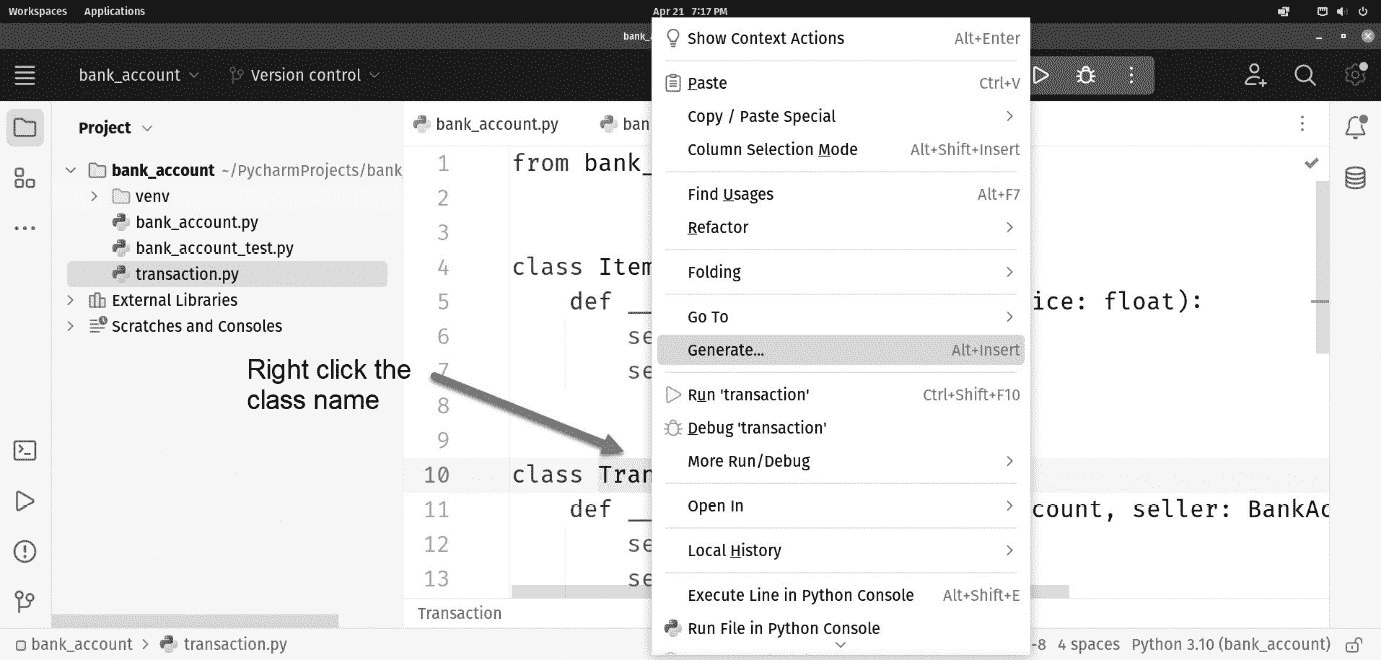 Workspaces Applications Apr 21 7:17 PM
bank_a
bank_account Version control
Project
bank_account ~/PycharmProjects/bank_
venv
bank_account.py
bank_account_test.py
transaction.py
External Libraries
Scratches and Consoles
Right click the
class name
bank_account.py ban
1 from bank_
2
3
4 class Item
5 def __ ice: float):
6 se
7 se
8
9
10 class Tran
11 def __ count, seller: BankAc
12 se
13 se
Transaction
Show Context Actions Alt+Enter
Paste Ctrl+V
Copy / Paste Special
Column Selection Mode Alt+Shift+Insert
Find Usages Alt+F7
Refactor
Folding
Go To
Generate... Alt+Insert
Run 'transaction' Ctrl+Shift+F10
Debug 'transaction'
More Run/Debug
Open In
Local History
Execute Line in Python Console Alt+Shift+E
Run File in Python Console
bank_account > transaction.py -8 4 spaces Python 3.10 (bank_account)